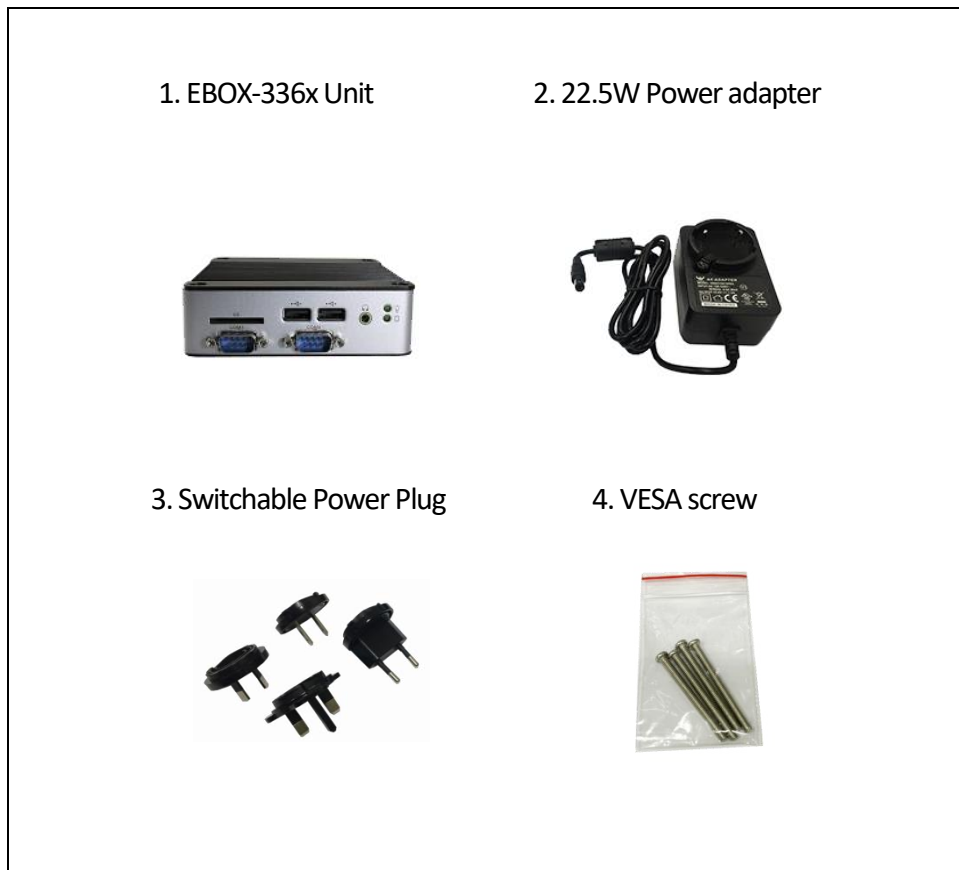 1. EBOX-336x Unit
2. 22.5W Power adapter
3. Switchable Power Plug
4. VESA screw